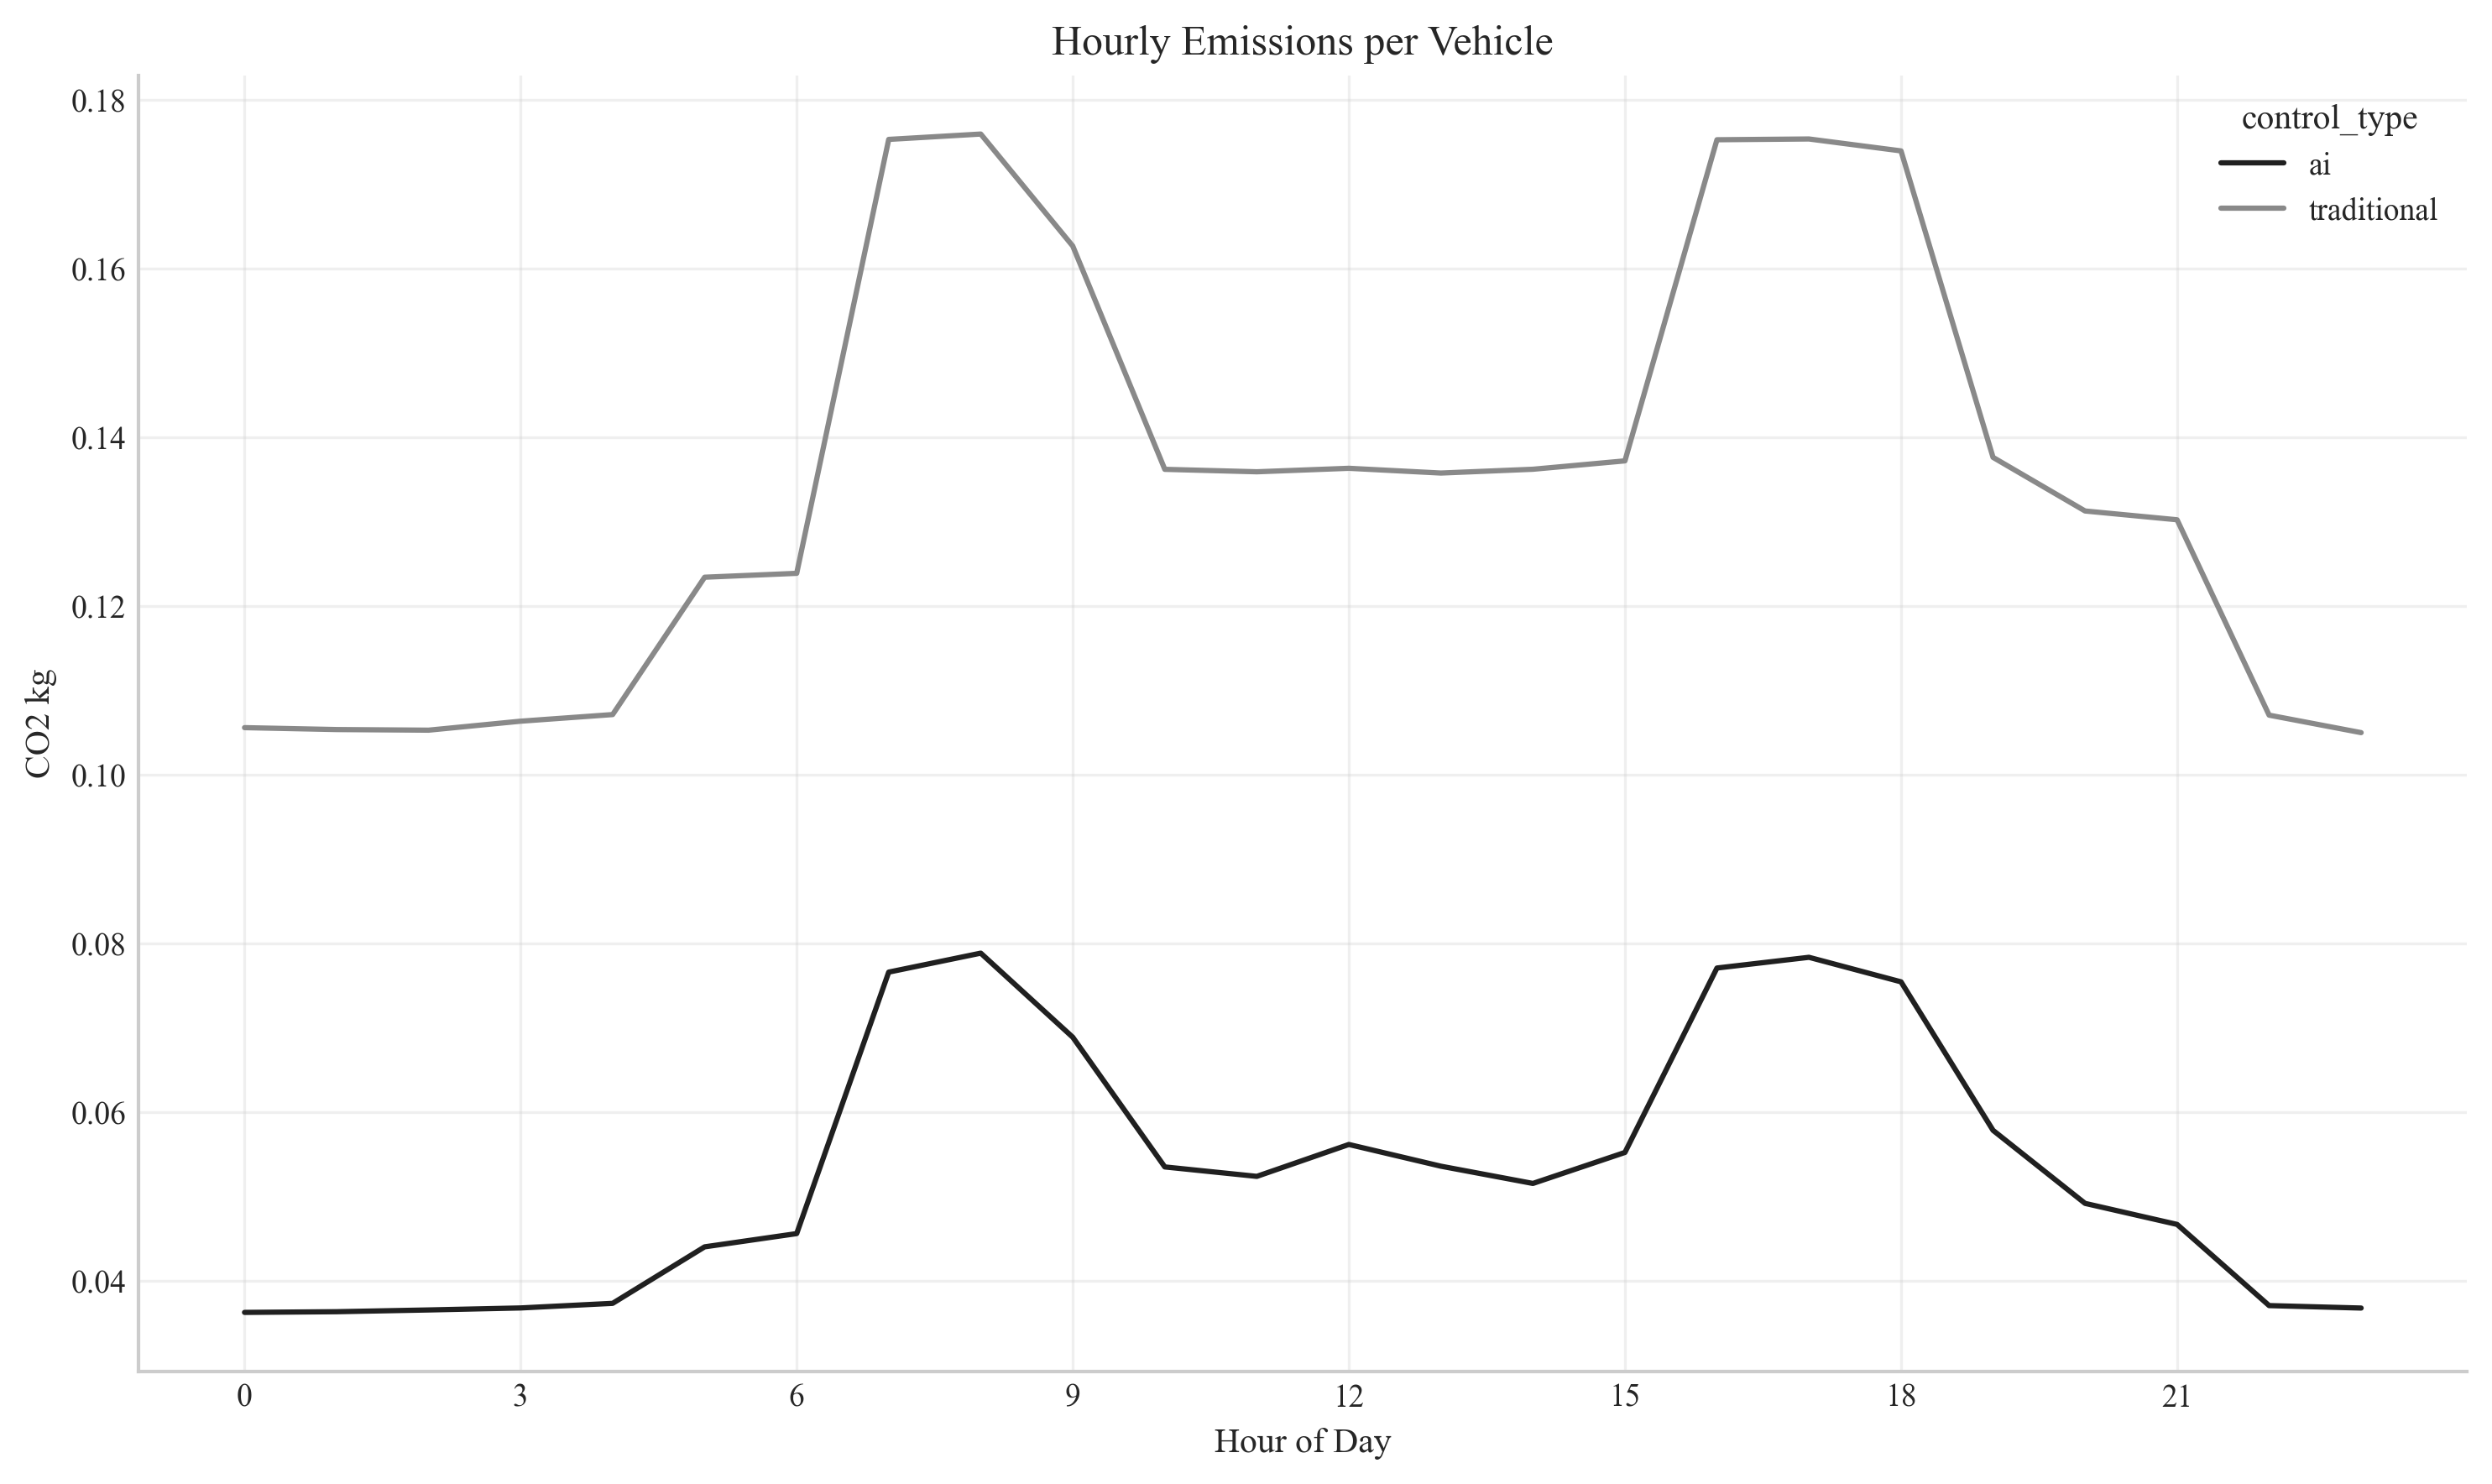 Hourly Emissions per Vehicle
control_type
ai
traditional
CO2 kg
0.18
0.16
0.14
0.12
0.10
0.08
0.06
0.04
0 3 6 9 12 15 18 21
Hour of Day